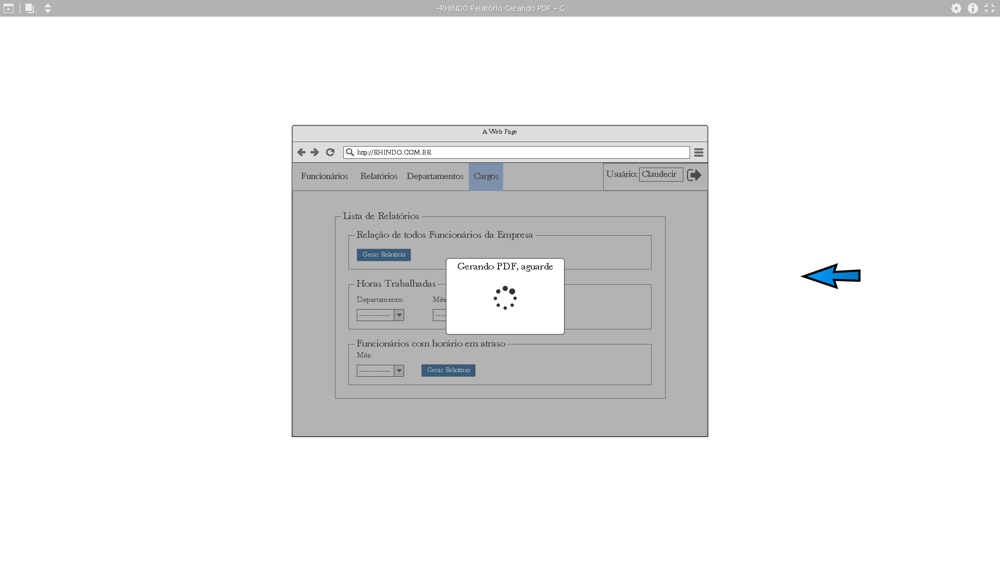 -RHINDO Relatório Gerando PDF - G
A Web Page
http://RHINDO.COM.BR
Funcionários Relatórios Departamentos Cargos Usuário: Claudecir
Lista de Relatórios
Relação de todos Funcionários da Empresa
Gerar Relatório
Gerando PDF, aguarde
Horas Trabalhadas
Departamento: Mês
Funcionários com horário em atraso
Mês:
Gerar Relatório